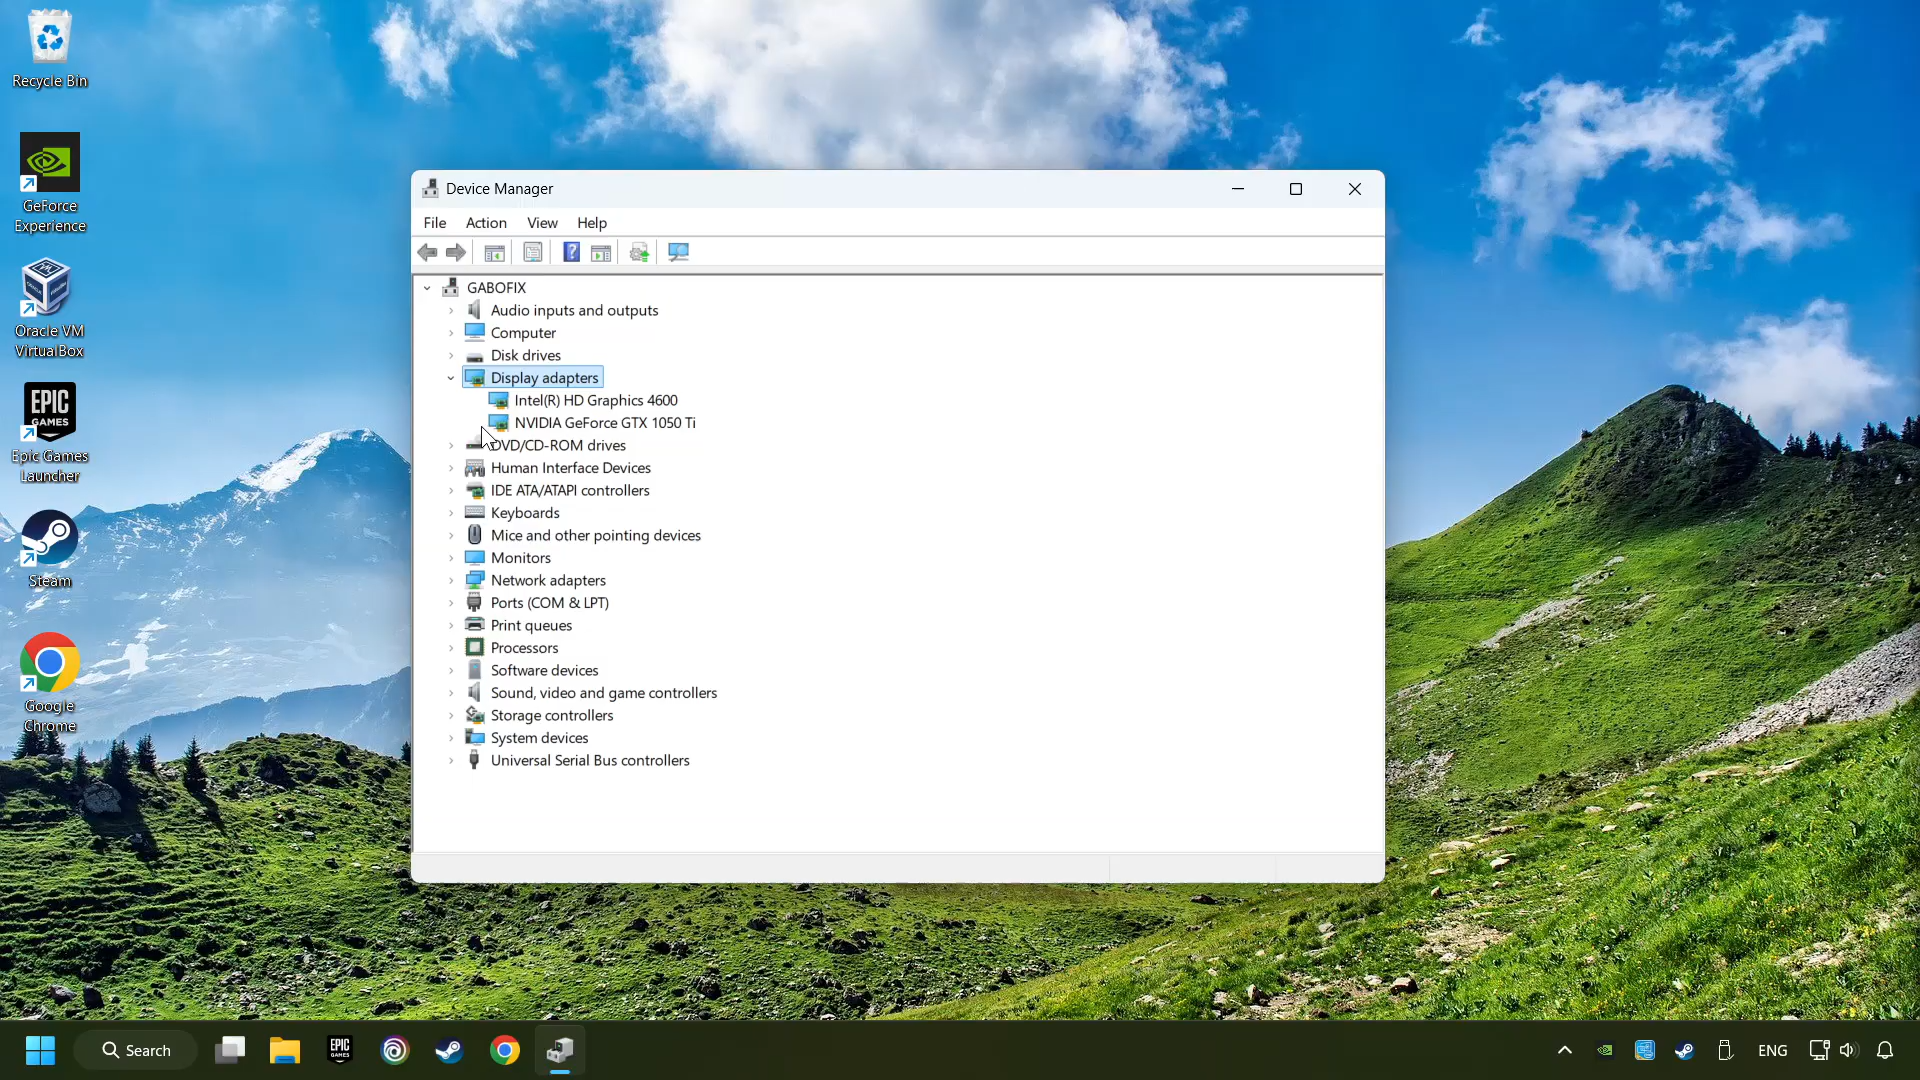 Recycle Bin
GeForce
Experience
Oracle VM
VirtualBox
EPIC
GAMES
Epic Games
Launcher
Steam
Google
Chrome
Device Manager
File Action View Help
GABOFIX
Audio inputs and outputs
Computer
Disk drives
Display adapters
Intel(R) HD Graphics 4600
NVIDIA GeForce GTX 1050 Ti
DVD/CD-ROM drives
Human Interface Devices
IDE ATA/ATAPI controllers
Keyboards
Mice and other pointing devices
Monitors
Network adapters
Ports (COM & LPT)
Print queues
Processors
Software devices
Sound, video and game controllers
Storage controllers
System devices
Universal Serial Bus controllers
Search
EPIC
GAMES
ENG